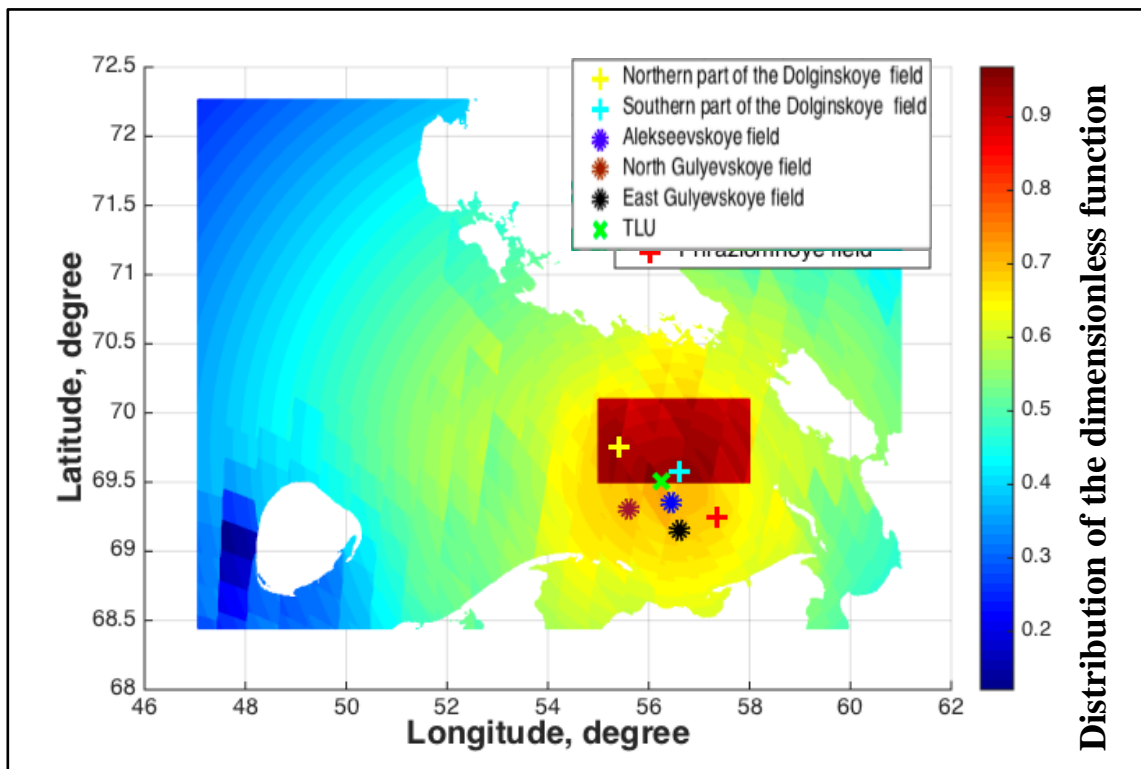 Northern part of the Dolginskoye field
Southern part of the Dolginskoye field
Alekseevskoye field
North Gulyevskoye field
East Gulyevskoye field
TLU
Prirazlomnoye field
72.5
72
71.5
71
70.5
70
69.5
69
68.5
68
Latitude, degree
46
48
50
52
54
56
58
60
62
Longitude, degree
0.9
0.8
0.7
0.6
0.5
0.4
0.3
0.2
Distribution of the dimensionless function